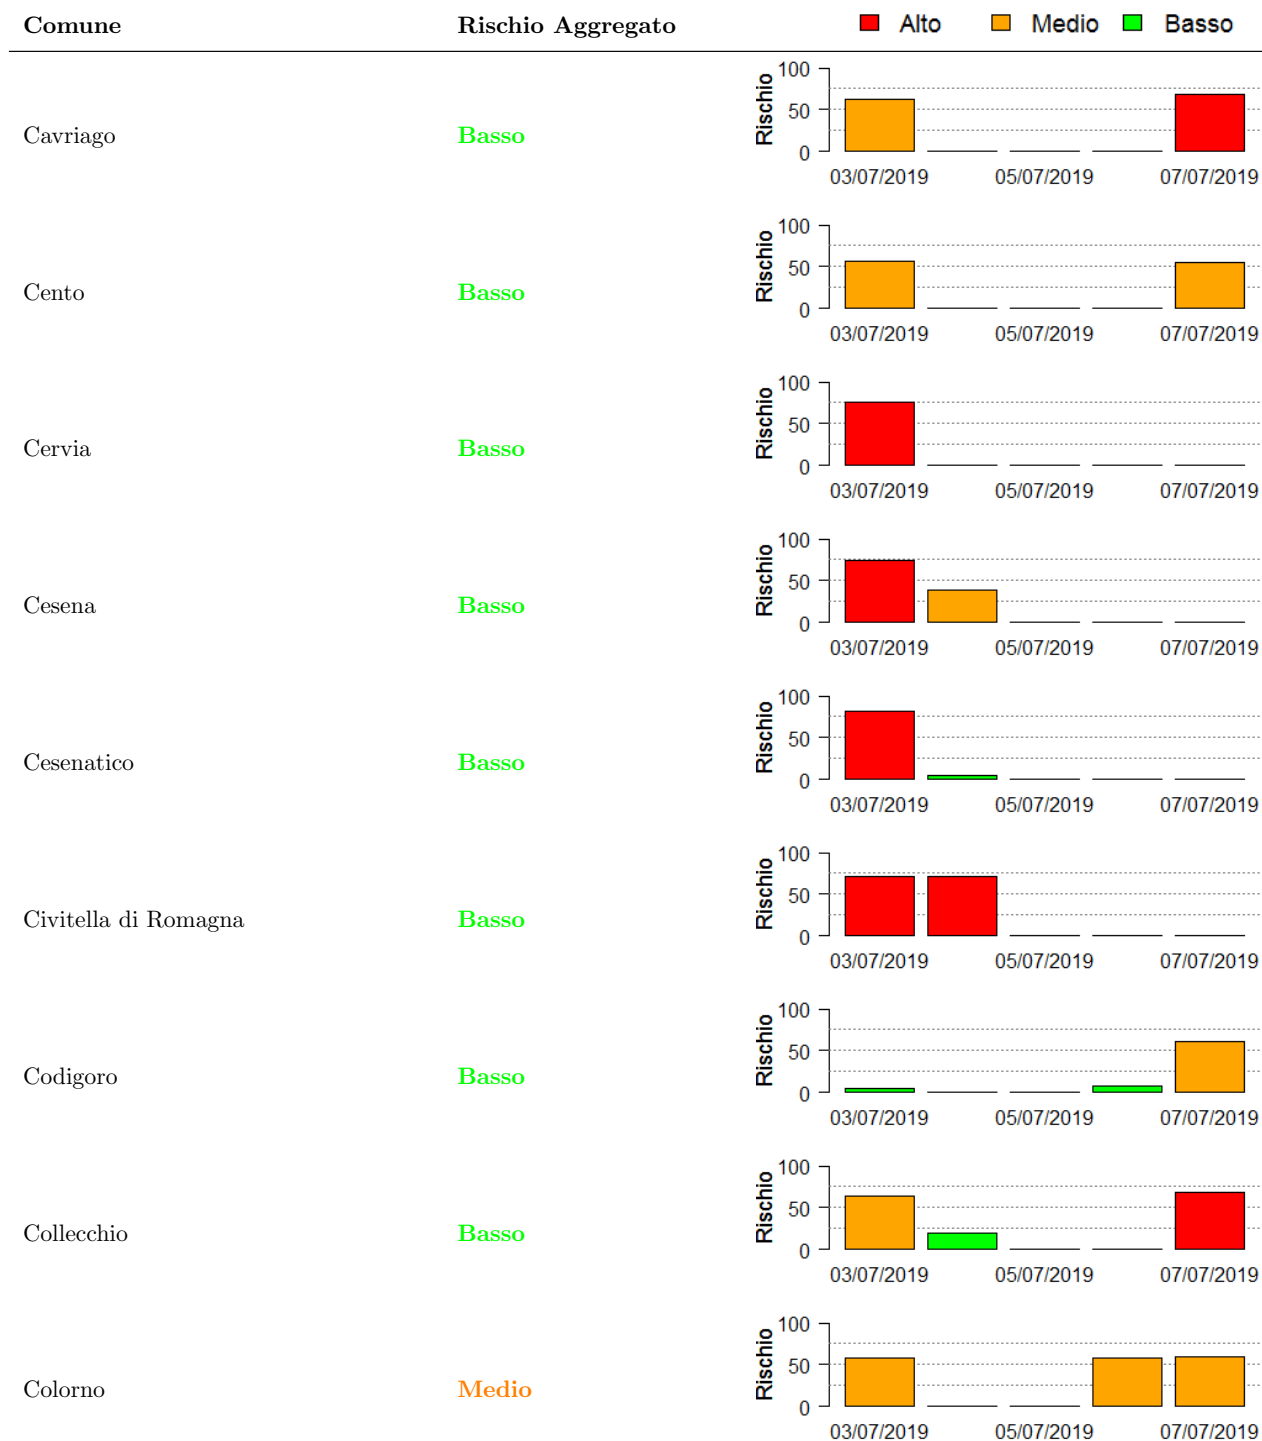 Comune Rischio Aggregato Alto Medio Basso
Cavriago Basso
Rischio
100
50
0
03/07/2019 05/07/2019 07/07/2019
Cento Basso
Rischio
100
50
0
03/07/2019 05/07/2019 07/07/2019
Cervia Basso
Rischio
100
50
0
03/07/2019 05/07/2019 07/07/2019
Cesena Basso
Rischio
100
50
0
03/07/2019 05/07/2019 07/07/2019
Cesenatico Basso
Rischio
100
50
0
03/07/2019 05/07/2019 07/07/2019
Civitella di Romagna Basso
Rischio
100
50
0
03/07/2019 05/07/2019 07/07/2019
Codigoro Basso
Rischio
100
50
0
03/07/2019 05/07/2019 07/07/2019
Collecchio Basso
Rischio
100
50
0
03/07/2019 05/07/2019 07/07/2019
Colorno Medio
Rischio
100
50
0
03/07/2019 05/07/2019 07/07/2019